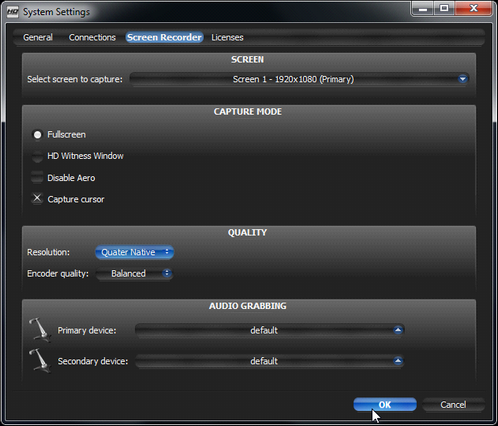 HD System Settings
General Connections Screen Recorder Licenses
SCREEN
Select screen to capture: Screen 1 - 1920x1080 (Primary)
CAPTURE MODE
Fullscreen
HD Witness Window
Disable Aero
Capture cursor
QUALITY
Resolution: Quater Native
Encoder quality: Balanced
AUDIO GRABBING
Primary device: default
Secondary device: default
OK Cancel